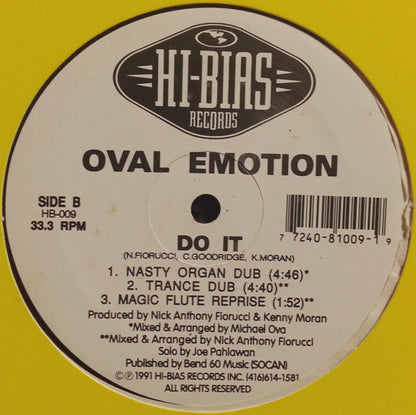 HI-BIAS
RECORDS
OVAL EMOTION
SIDE B
HB-009
33.3 RPM
7 7240-81009-1 9
DO IT
(N.FIORUCCI, C.GOODRIDGE, K.MORAN)
1. NASTY ORGAN DUB (4:46)*
2. TRANCE DUB (4:40)**
3. MAGIC FLUTE REPRISE (1:52)**
Produced by Nick Anthony Fiorucci & Kenny Moran
*Mixed & Arranged by Michael Ova
**Mixed & Arranged by Nick Anthony Fiorucci
Solo by Joe Pahlawan
Published by Bend 60 Music (SOCAN)
©℗ 1991 HI-BIAS RECORDS INC. (416)614-1581
ALL RIGHTS RESERVED